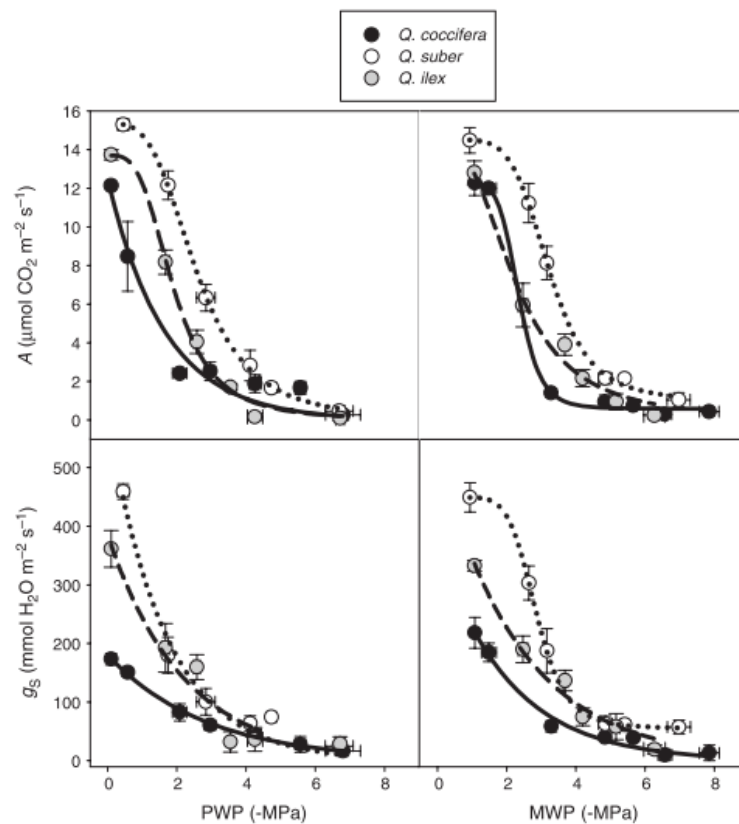 Q. coccifera
Q. suber
Q. ilex
16
14
12
10
8
6
4
2
0
A (μmol CO₂ m⁻² s⁻¹)
500
400
300
200
100
0
gS (mmol H₂O m⁻² s⁻¹)
0 2 4 6 8 0 2 4 6 8
PWP (-MPa) MWP (-MPa)